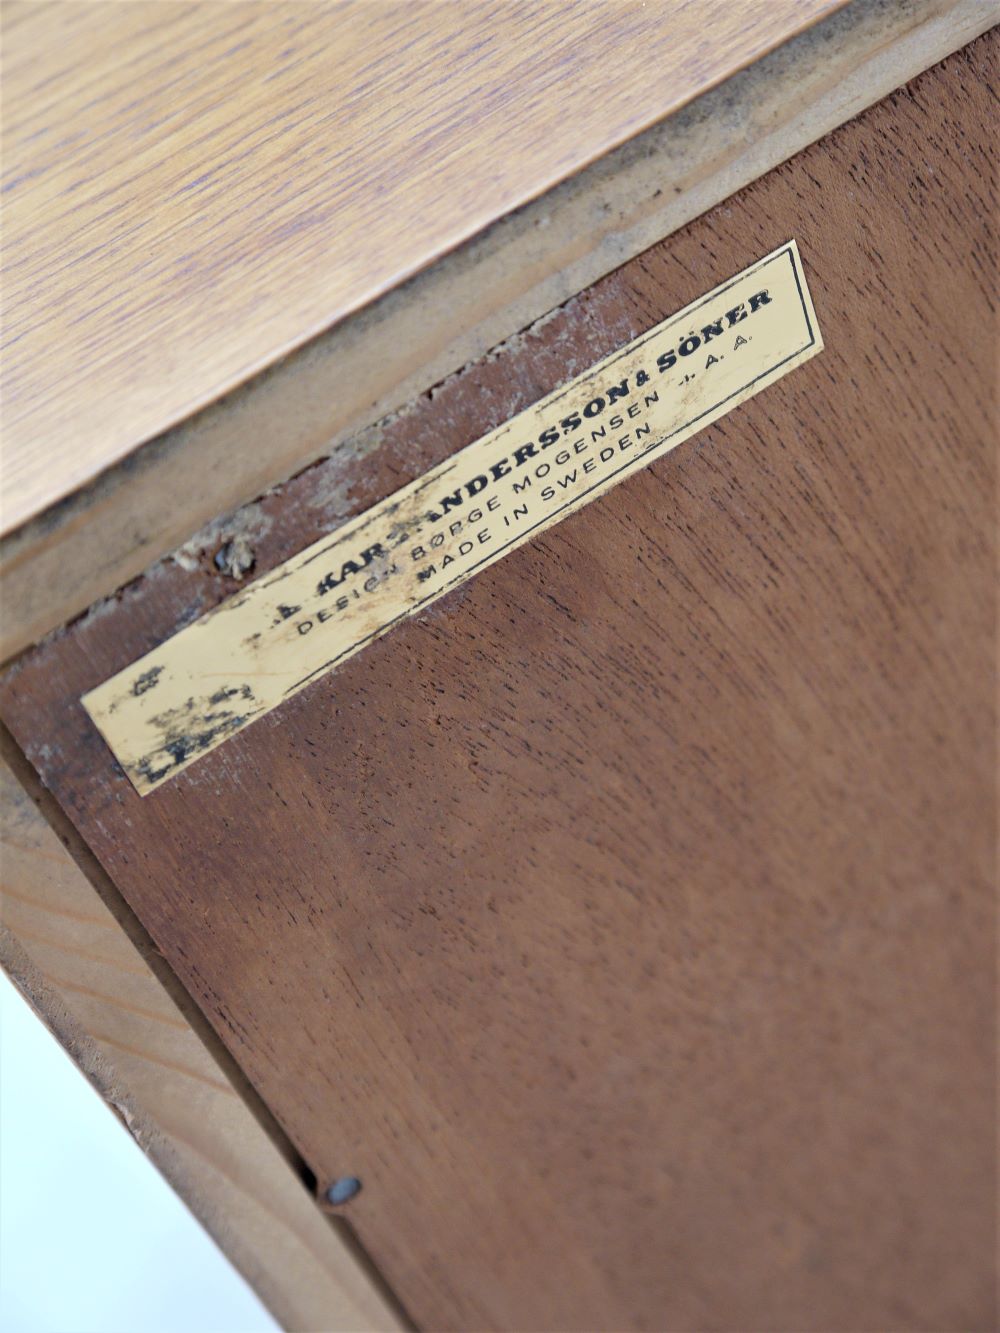 KARL ANDERSSON & SÖNER
DESIGN BØRGE MOGENSEN A. A.
MADE IN SWEDEN